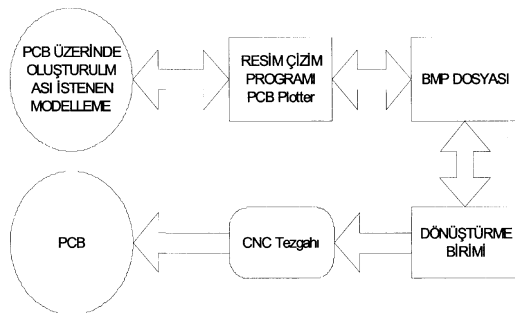 PCB ÜZERİNDE
OLUŞTURULM
ASI İSTENEN
MODELLEME
RESİM ÇİZİM
PROGRAMI
PCB Plotter
BMP DOSYASI
PCB
CNC Tezgahı
DÖNÜŞTÜRME
BİRİMİ